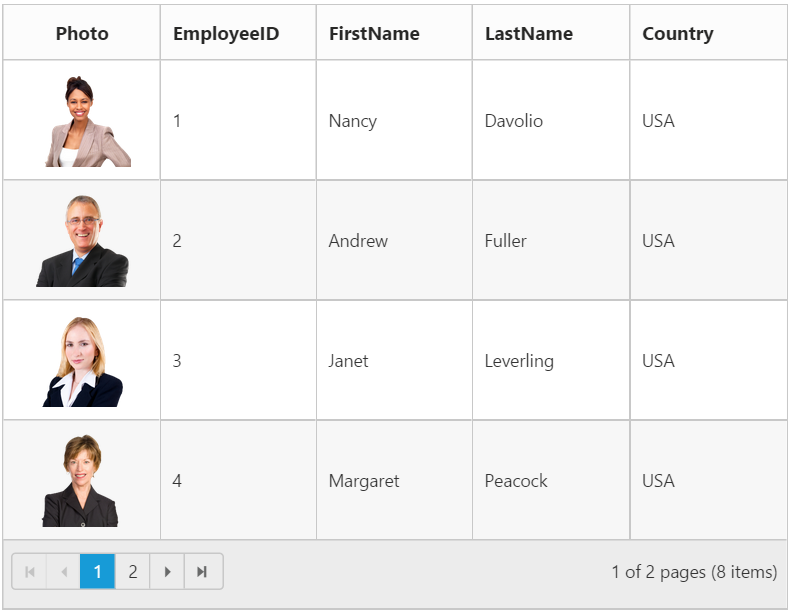 Photo EmployeeID FirstName LastName Country
1 Nancy Davolio USA
2 Andrew Fuller USA
3 Janet Leverling USA
4 Margaret Peacock USA
1 2 1 of 2 pages (8 items)